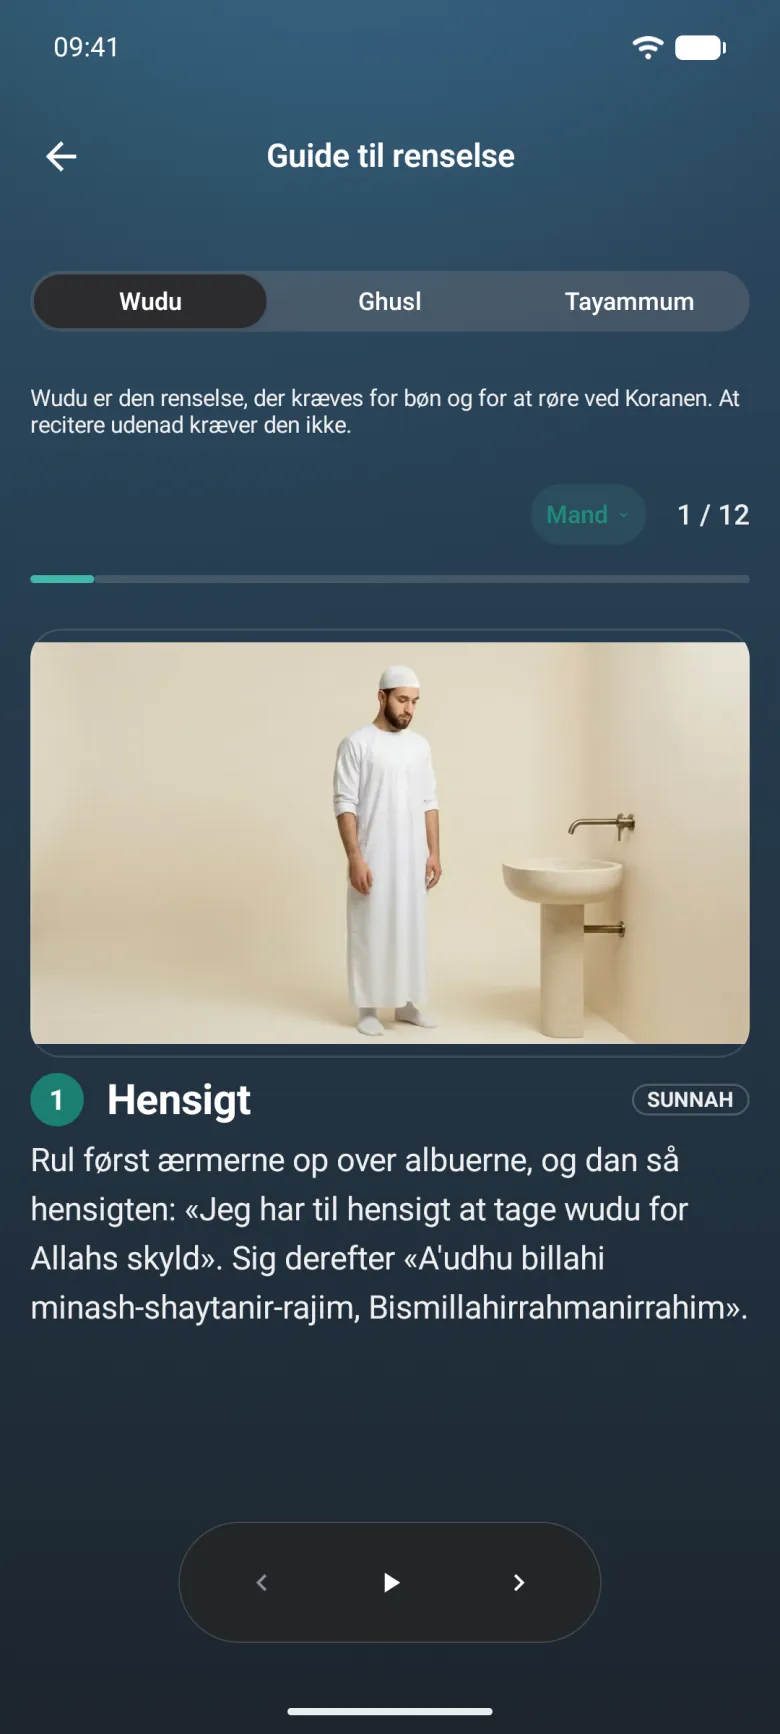 09:41
Guide til renselse
Wudu
Ghusl
Tayammum
Wudu er den renselse, der kræves for bøn og for at røre ved Koranen. At
recitere udenad kræver den ikke.
Mand
1 / 12
1
Hensigt
SUNNAH
Rul først ærmerne op over albuerne, og dan så
hensigten: «Jeg har til hensigt at tage wudu for
Allahs skyld». Sig derefter «A'udhu billahi
minash-shaytanir-rajim, Bismillahirrahmanirrahim».